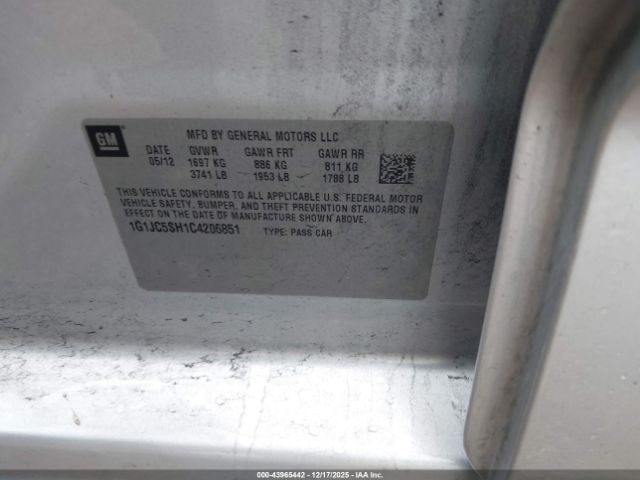 GM
MFD BY GENERAL MOTORS LLC
DATE GVWR GAWR FRT GAWR RR
05/12 1697 KG 886 KG 811 KG
3741 LB 1953 LB 1788 LB
THIS VEHICLE CONFORMS TO ALL APPLICABLE U.S. FEDERAL MOTOR
VEHICLE SAFETY, BUMPER, AND THEFT PREVENTION STANDARDS IN
EFFECT ON THE DATE OF MANUFACTURE SHOWN ABOVE.
1G1JC5SH1C4206851 TYPE: PASS CAR
00-43965442 - 12/17/2025 - IAA, Inc.